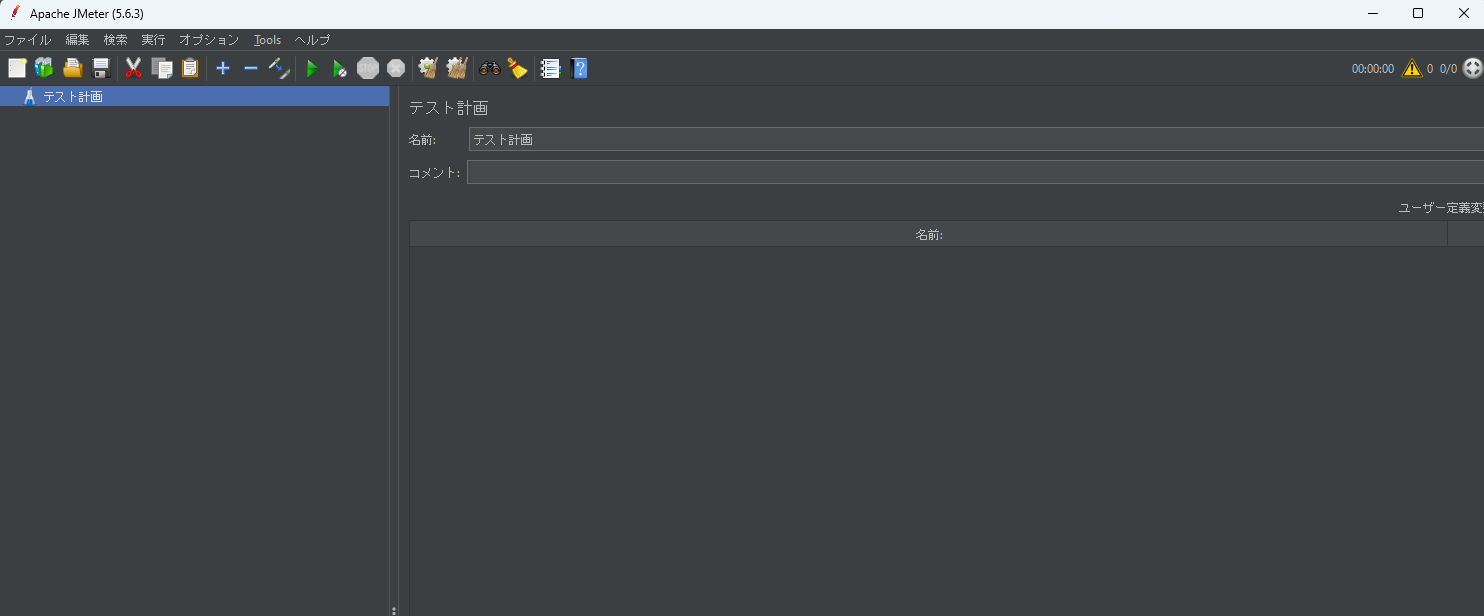 Apache JMeter (5.6.3)
ファイル 編集 検索 実行 オプション Tools ヘルプ
00:00:00 0 0/0
テスト計画
テスト計画
名前: テスト計画
コメント:
ユーザー定義変
名前: